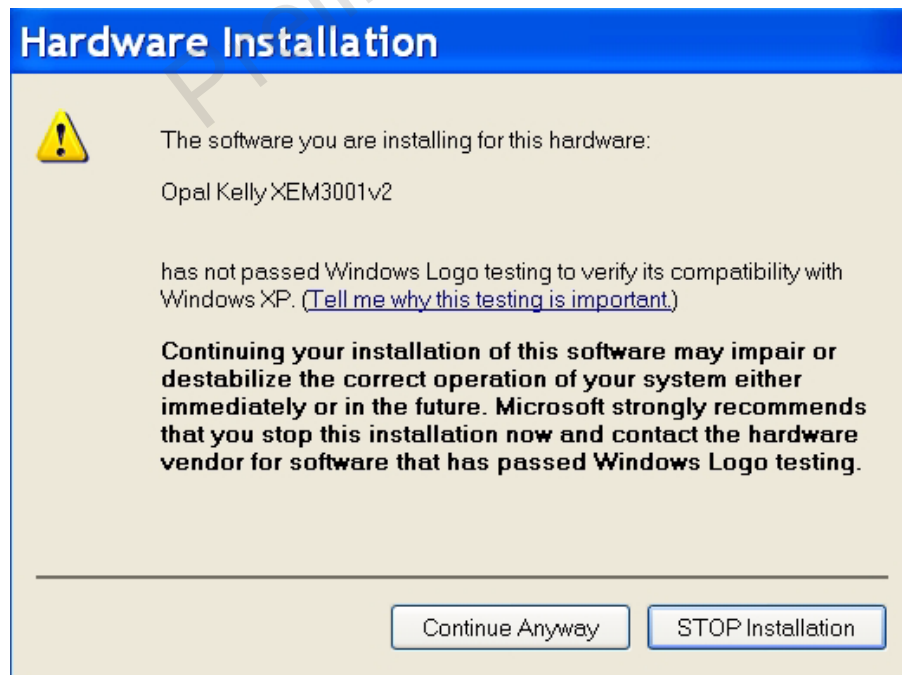 Hardware Installation
The software you are installing for this hardware:
Opal Kelly XEM3001v2
has not passed Windows Logo testing to verify its compatibility with
Windows XP. (Tell me why this testing is important.)
Continuing your installation of this software may impair or
destabilize the correct operation of your system either
immediately or in the future. Microsoft strongly recommends
that you stop this installation now and contact the hardware
vendor for software that has passed Windows Logo testing.
Continue Anyway
STOP Installation